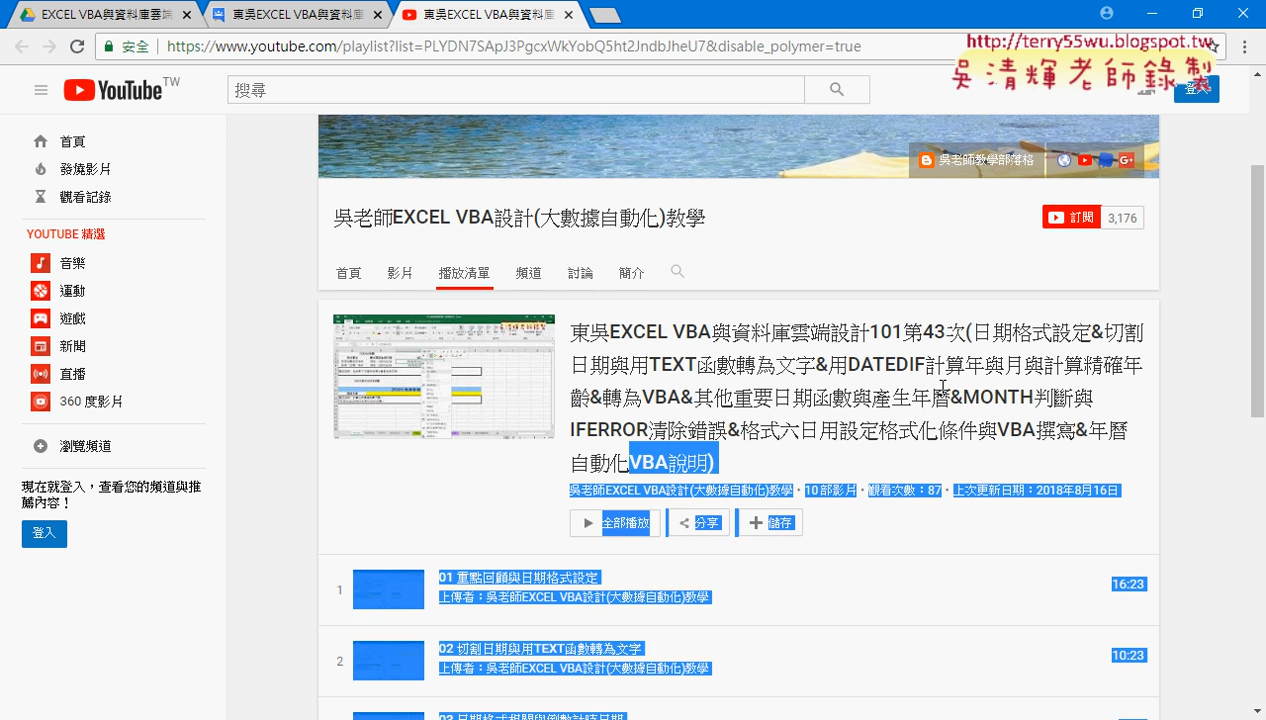 EXCEL VBA與資料庫雲端
東吳EXCEL VBA與資料庫
東吳EXCEL VBA與資料庫
安全 https://www.youtube.com/playlist?list=PLYDN7SApJ3PgcxWkYobQ5ht2JndbJheU7&disable_polymer=true
http://terry55wu.blogspot.tw
吳清輝老師錄製
YouTube TW
搜尋
登入
首頁
發燒影片
觀看記錄
YOUTUBE 精選
音樂
運動
遊戲
新聞
直播
360 度影片
瀏覽頻道
現在就登入，查看您的頻道與推
薦內容！
登入
吳老師教學部落格
吳老師EXCEL VBA設計(大數據自動化)教學
訂閱 3,176
首頁 影片 播放清單 頻道 討論 簡介
東吳EXCEL VBA與資料庫雲端設計101第43次(日期格式設定&切割
日期與用TEXT函數轉為文字&用DATEDIF計算年與月與計算精確年
齡&轉為VBA&其他重要日期函數與產生年曆&MONTH判斷與
IFERROR清除錯誤&格式六日用設定格式化條件與VBA撰寫&年曆
自動化VBA說明)
吳老師EXCEL VBA設計(大數據自動化)教學 • 10 部影片 • 觀看次數：87 • 上次更新日期：2018年8月16日
全部播放 分享 儲存
1 01 重點回顧與日期格式設定 16:23
上傳者：吳老師EXCEL VBA設計(大數據自動化)教學
2 02 切割日期與用TEXT函數轉為文字 10:23
上傳者：吳老師EXCEL VBA設計(大數據自動化)教學
03 日期格式相關與倒數計時日期